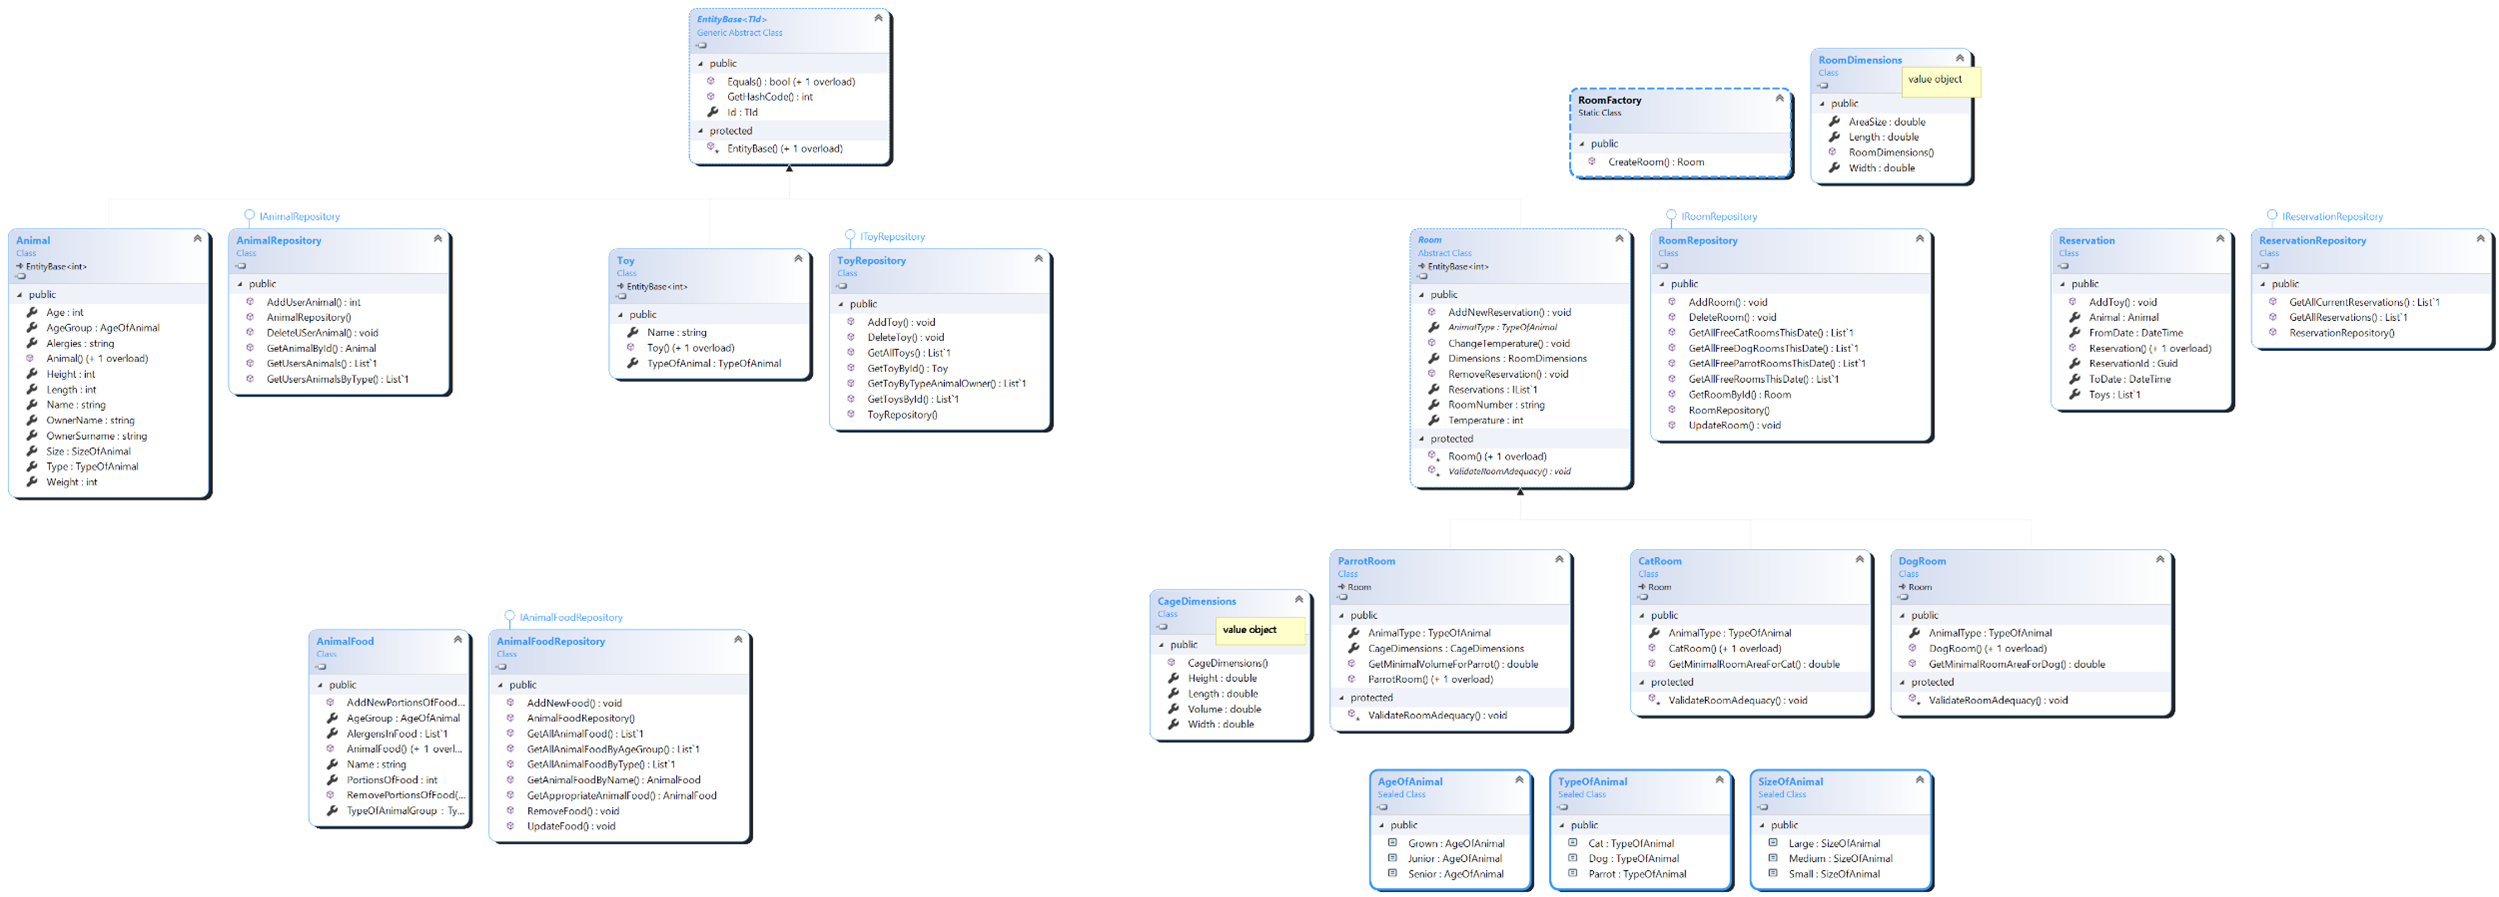 EntityBase<TId>
Generic Abstract Class
public
Equals() : bool (+ 1 overload)
GetHashCode() : int
Id : TId
protected
EntityBase() (+ 1 overload)
RoomFactory
Static Class
public
CreateRoom() : Room
RoomDimensions
Class
value object
public
AreaSize : double
Length : double
RoomDimensions()
Width : double
Animal
Class
EntityBase<int>
public
Age : int
AgeGroup : AgeOfAnimal
Alergies : string
Animal() (+ 1 overload)
Height : int
Length : int
Name : string
OwnerName : string
OwnerSurname : string
Size : SizeOfAnimal
Type : TypeOfAnimal
Weight : int
IAnimalRepository
AnimalRepository
Class
public
AddUserAnimal() : int
AnimalRepository()
DeleteUSerAnimal() : void
GetAnimalById() : Animal
GetUsersAnimals() : List`1
GetUsersAnimalsByType() : List`1
Toy
Class
EntityBase<int>
public
Name : string
Toy() (+ 1 overload)
TypeOfAnimal : TypeOfAnimal
IToyRepository
ToyRepository
Class
public
AddToy() : void
DeleteToy() : void
GetAllToys() : List`1
GetToyById() : Toy
GetToyByTypeAnimalOwner() : List`1
GetToysById() : List`1
ToyRepository()
Room
Abstract Class
EntityBase<int>
public
AddNewReservation() : void
AnimalType : TypeOfAnimal
ChangeTemperature() : void
Dimensions : RoomDimensions
RemoveReservation() : void
Reservations : IList`1
RoomNumber : string
Temperature : int
protected
Room() (+ 1 overload)
ValidateRoomAdequacy() : void
IRoomRepository
RoomRepository
Class
public
AddRoom() : void
DeleteRoom() : void
GetAllFreeCatRoomsThisDate() : List`1
GetAllFreeDogRoomsThisDate() : List`1
GetAllFreeParrotRoomsThisDate() : List`1
GetAllFreeRoomsThisDate() : List`1
GetRoomById() : Room
RoomRepository()
UpdateRoom() : void
Reservation
Class
public
AddToy() : void
Animal : Animal
FromDate : DateTime
Reservation() (+ 1 overload)
ReservationId : Guid
ToDate : DateTime
Toys : List`1
IReservationRepository
ReservationRepository
Class
public
GetAllCurrentReservations() : List`1
GetAllReservations() : List`1
ReservationRepository()
AnimalFood
Class
public
AddNewPortionsOfFood...
AgeGroup : AgeOfAnimal
AlergensInFood : List`1
AnimalFood() (+ 1 overl...
Name : string
PortionsOfFood : int
RemovePortionsOfFood(...
TypeOfAnimalGroup : Ty...
IAnimalFoodRepository
AnimalFoodRepository
Class
public
AddNewFood() : void
AnimalFoodRepository()
GetAllAnimalFood() : List`1
GetAllAnimalFoodByAgeGroup() : List`1
GetAllAnimalFoodByType() : List`1
GetAnimalFoodByName() : AnimalFood
GetAppropriateAnimalFood() : AnimalFood
RemoveFood() : void
UpdateFood() : void
CageDimensions
Class
value object
public
CageDimensions()
Height : double
Length : double
Volume : double
Width : double
ParrotRoom
Class
Room
public
AnimalType : TypeOfAnimal
CageDimensions : CageDimensions
GetMinimalVolumeForParrot() : double
ParrotRoom() (+ 1 overload)
protected
ValidateRoomAdequacy() : void
CatRoom
Class
Room
public
AnimalType : TypeOfAnimal
CatRoom() (+ 1 overload)
GetMinimalRoomAreaForCat() : double
protected
ValidateRoomAdequacy() : void
DogRoom
Class
Room
public
AnimalType : TypeOfAnimal
DogRoom() (+ 1 overload)
GetMinimalRoomAreaForDog() : double
protected
ValidateRoomAdequacy() : void
AgeOfAnimal
Sealed Class
public
Grown : AgeOfAnimal
Junior : AgeOfAnimal
Senior : AgeOfAnimal
TypeOfAnimal
Sealed Class
public
Cat : TypeOfAnimal
Dog : TypeOfAnimal
Parrot : TypeOfAnimal
SizeOfAnimal
Sealed Class
public
Large : SizeOfAnimal
Medium : SizeOfAnimal
Small : SizeOfAnimal